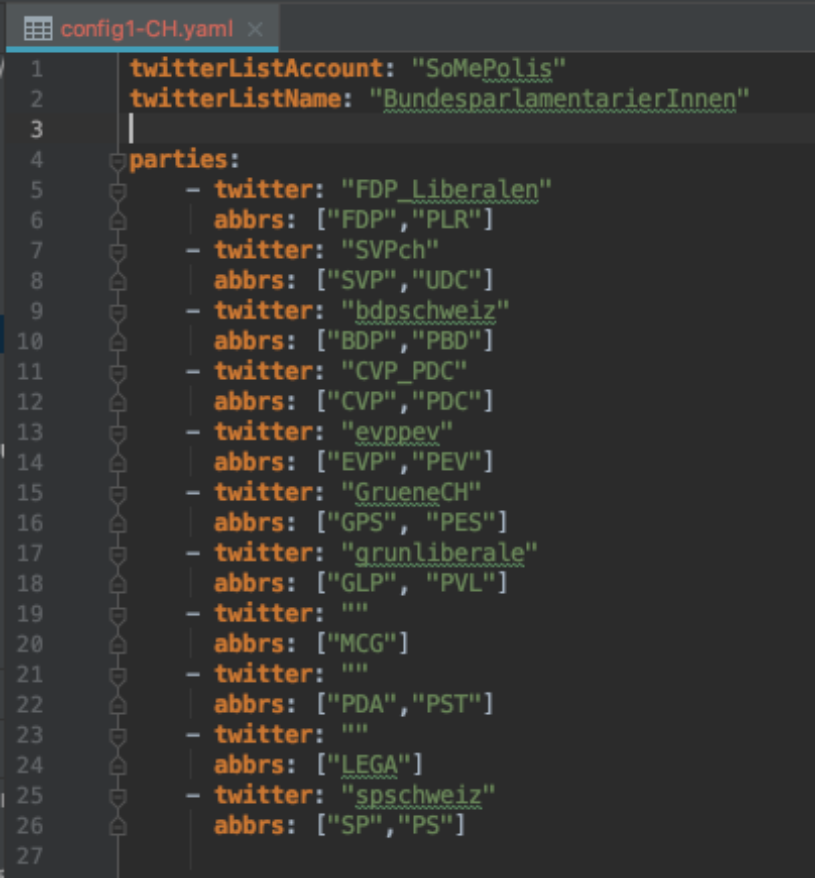 config1-CH.yaml
1 twitterListAccount: "SoMePolis"
2 twitterListName: "BundesparlamentarierInnen"
3
4 parties:
5     - twitter: "FDP_Liberalen"
6       abbrs: ["FDP","PLR"]
7     - twitter: "SVPch"
8       abbrs: ["SVP","UDC"]
9     - twitter: "bdpschweiz"
10       abbrs: ["BDP","PBD"]
11     - twitter: "CVP_PDC"
12       abbrs: ["CVP","PDC"]
13     - twitter: "evppev"
14       abbrs: ["EVP","PEV"]
15     - twitter: "GrueneCH"
16       abbrs: ["GPS", "PES"]
17     - twitter: "grunliberale"
18       abbrs: ["GLP", "PVL"]
19     - twitter: ""
20       abbrs: ["MCG"]
21     - twitter: ""
22       abbrs: ["PDA","PST"]
23     - twitter: ""
24       abbrs: ["LEGA"]
25     - twitter: "spschweiz"
26       abbrs: ["SP","PS"]
27